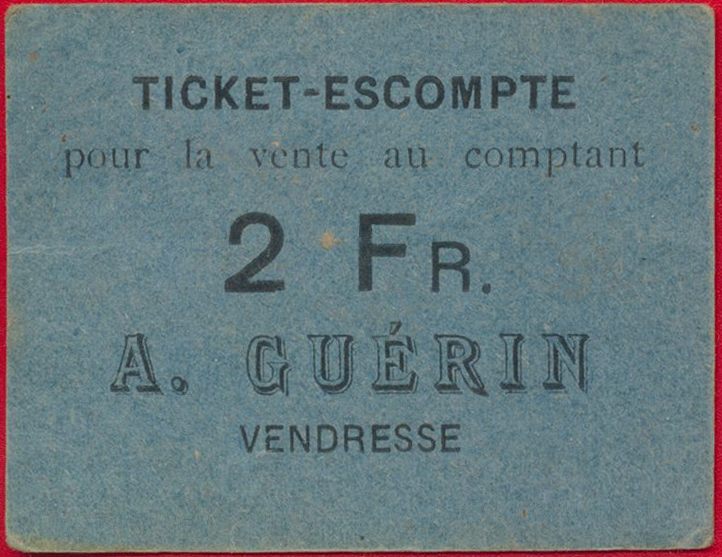 TICKET-ESCOMPTE
pour la vente au comptant
2 FR.
A. GUÉRIN
VENDRESSE